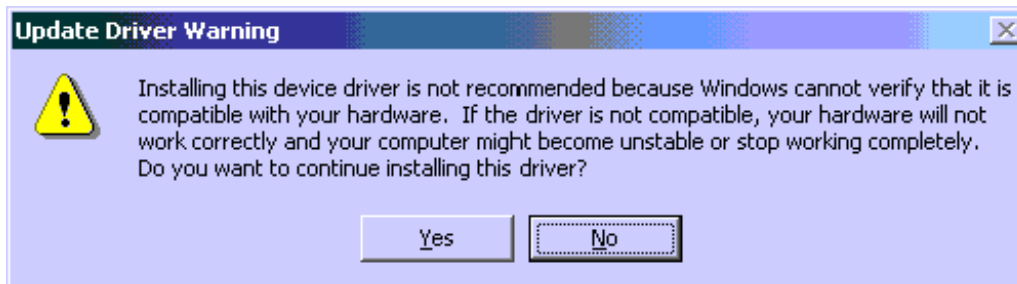 Update Driver Warning
Installing this device driver is not recommended because Windows cannot verify that it is
compatible with your hardware.  If the driver is not compatible, your hardware will not
work correctly and your computer might become unstable or stop working completely.
Do you want to continue installing this driver?
Yes
No